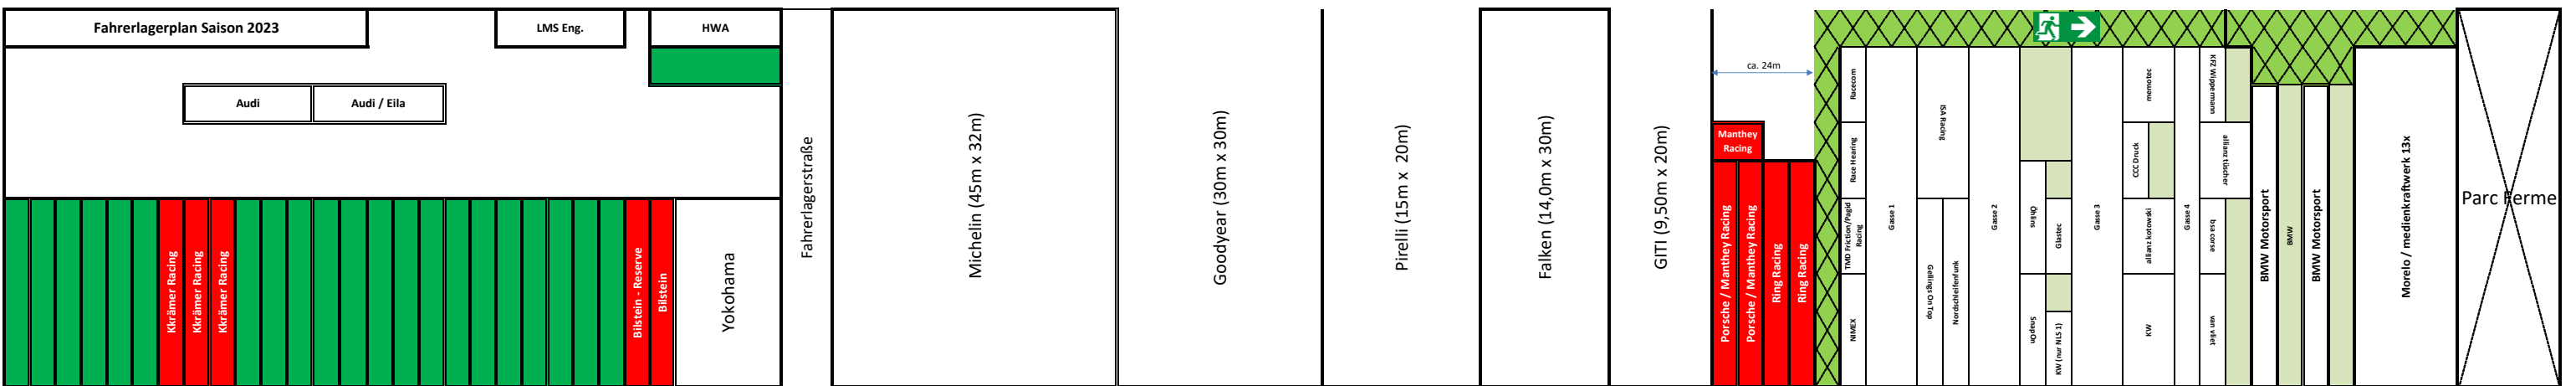 Fahrerlagerplan Saison 2023
LMS Eng.
HWA
Audi
Audi / Eila
Kkrämer Racing
Kkrämer Racing
Kkrämer Racing
Bilstein - Reserve
Bilstein
Yokohama
Fahrerlagerstraße
Michelin (45m x 32m)
Goodyear (30m x 30m)
Pirelli (15m x 20m)
Falken (14,0m x 30m)
GITI (9,50m x 20m)
ca. 24m
Manthey
Racing
Porsche / Manthey Racing
Porsche / Manthey Racing
Ring Racing
Ring Racing
Racecom
Race Hearing
TMD Friction/Pagid
Racing
NIMEX
Gasse 1
ISA Racing
Gellings On Top
Nordschleifenfunk
Gasse 2
Öhlins
SnapOn
Glastec
KW (nur NLS 1)
Gasse 3
memotec
CCC Druck
allianz kotowski
KW
Gasse 4
KFZ Wippermann
allianz lüscher
bsa corse
van vliet
BMW Motorsport
BMW
BMW Motorsport
Morelo / medienkraftwerk 13x
Parc Ferme